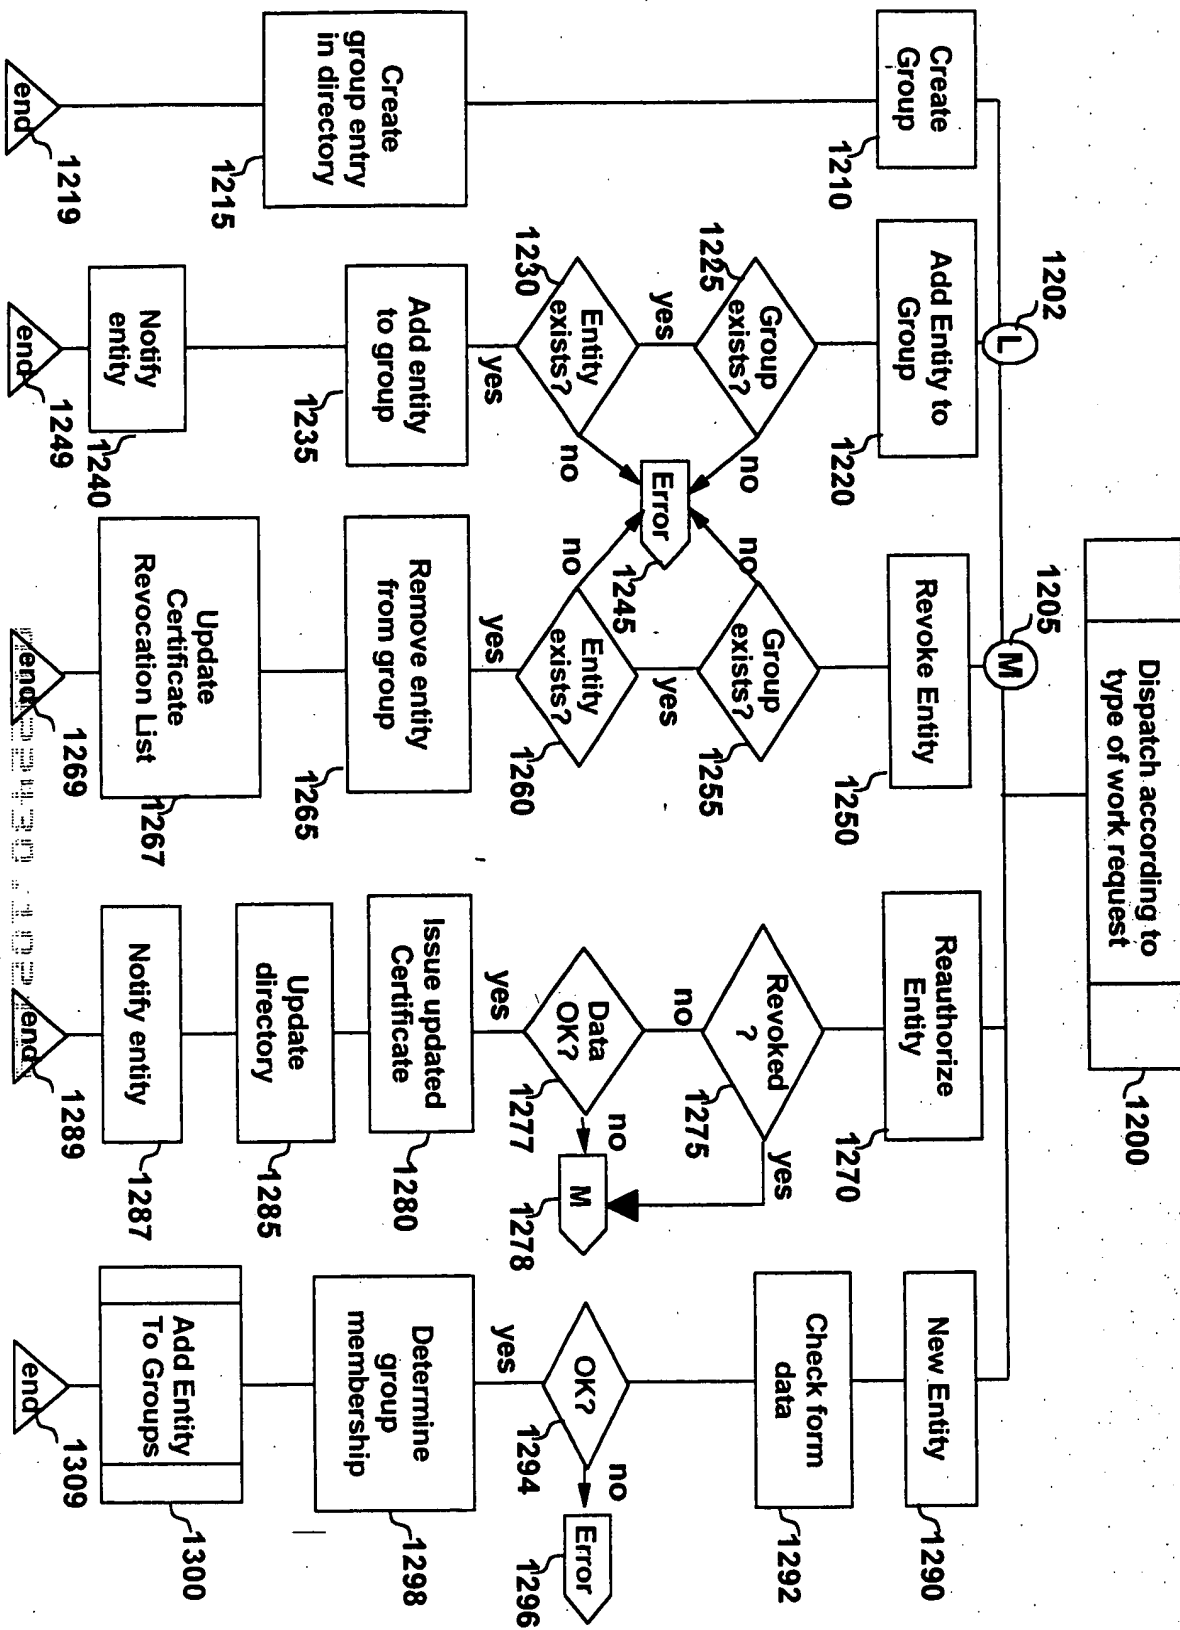 Dispatch according to
type of work request
1200
1202
L
1205
M
Create
Group
1210
Create
group entry
in directory
1215
end
1219
Add Entity to
Group
1220
Group
exists?
1225
no
yes
Entity
exists?
1230
no
yes
Error
1245
Add entity
to group
1235
Notify
entity
1240
end
1249
Revoke Entity
1250
Group
exists?
1255
no
yes
Entity
exists?
1260
no
yes
Remove entity
from group
1265
Update
Certificate
Revocation List
1267
end
1269
Reauthorize
Entity
1270
Revoked
?
1275
yes
no
Data
OK?
1277
no
yes
M
1278
Issue updated
Certificate
1280
Update
directory
1285
Notify entity
1287
end
1289
New Entity
1290
Check form
data
1292
OK?
1294
no
yes
Error
1296
Determine
group
membership
1298
Add Entity
To Groups
1300
end
1309